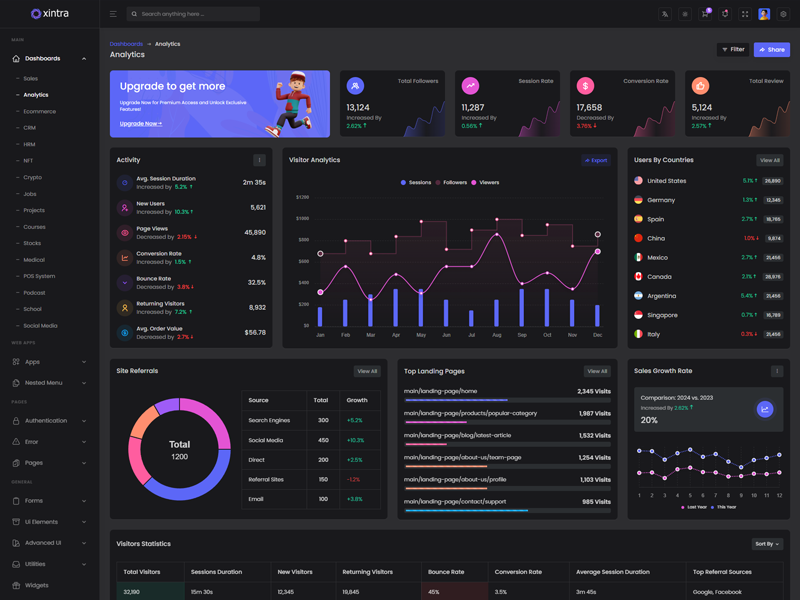 xintra
Search anything here ...
5
MAIN
Dashboards
Sales
Analytics
Ecommerce
CRM
HRM
NFT
Crypto
Jobs
Projects
Courses
Stocks
Medical
POS System
Podcast
School
Social Media
WEB APPS
Apps
Nested Menu
PAGES
Authentication
Error
Pages
GENERAL
Forms
UI Elements
Advanced UI
Utilities
Widgets
Dashboards → Analytics
Analytics
Filter
Share
Upgrade to get more
Upgrade Now for Premium Access and Unlock Exclusive
Features!
Upgrade Now→
Total Followers
13,124
Increased By
2.62% ↑
Session Rate
11,287
Increased By
0.56% ↑
Conversion Rate
17,658
Decreased By
3.76% ↓
Total Review
5,124
Increased By
2.57% ↑
Activity
Avg. Session Duration
Increased by 5.2% ↑
2m 35s
New Users
Increased by 10.3% ↑
5,621
Page Views
Decreased by 2.15% ↓
45,890
Conversion Rate
Increased by 1.5% ↑
4.8%
Bounce Rate
Decreased by 3.8% ↓
32.5%
Returning Visitors
Increased by 7.2% ↑
8,932
Avg. Order Value
Decreased by 2.7% ↓
$56.78
Visitor Analytics
Export
Sessions Followers Viewers
$1200
$1000
$800
$600
$400
$200
$0
Jan Feb Mar Apr May Jun Jul Aug Sep Oct Nov Dec
Users By Countries
View All
United States 5.1% ↑ 26,890
Germany 1.3% ↑ 12,345
Spain 2.7% ↑ 18,765
China 1.0% ↓ 9,874
Mexico 2.7% ↑ 21,456
Canada 2.1% ↑ 28,876
Argentina 5.4% ↑ 21,456
Singapore 0.7% ↑ 16,789
Italy 0.3% ↓ 21,456
Site Referrals
View All
Total
1200
Source Total Growth
Search Engines 300 +5.2%
Social Media 450 +10.3%
Direct 200 +2.5%
Referral Sites 150 -1.2%
Email 100 +3.8%
Top Landing Pages
View All
main/landing-page/home 2,345 Visits
main/landing-page/products/popular-category 1,987 Visits
main/landing-page/blog/latest-article 1,532 Visits
main/landing-page/about-us/team-page 1,254 Visits
main/landing-page/about-us/profile 1,103 Visits
main/landing-page/contact/support 985 Visits
Sales Growth Rate
Comparison: 2024 vs. 2023
Increased By 2.62% ↑
20%
1 2 3 4 5 6 7 8 9 10 11 12
Last Year This Year
Visitors Statistics
Sort By
Total Visitors Sessions Duration New Visitors Returning Visitors Bounce Rate Conversion Rate Average Session Duration Top Referral Sources
32,190 15m 30s 12,345 19,845 45% 3.5% 3m 45s Google, Facebook